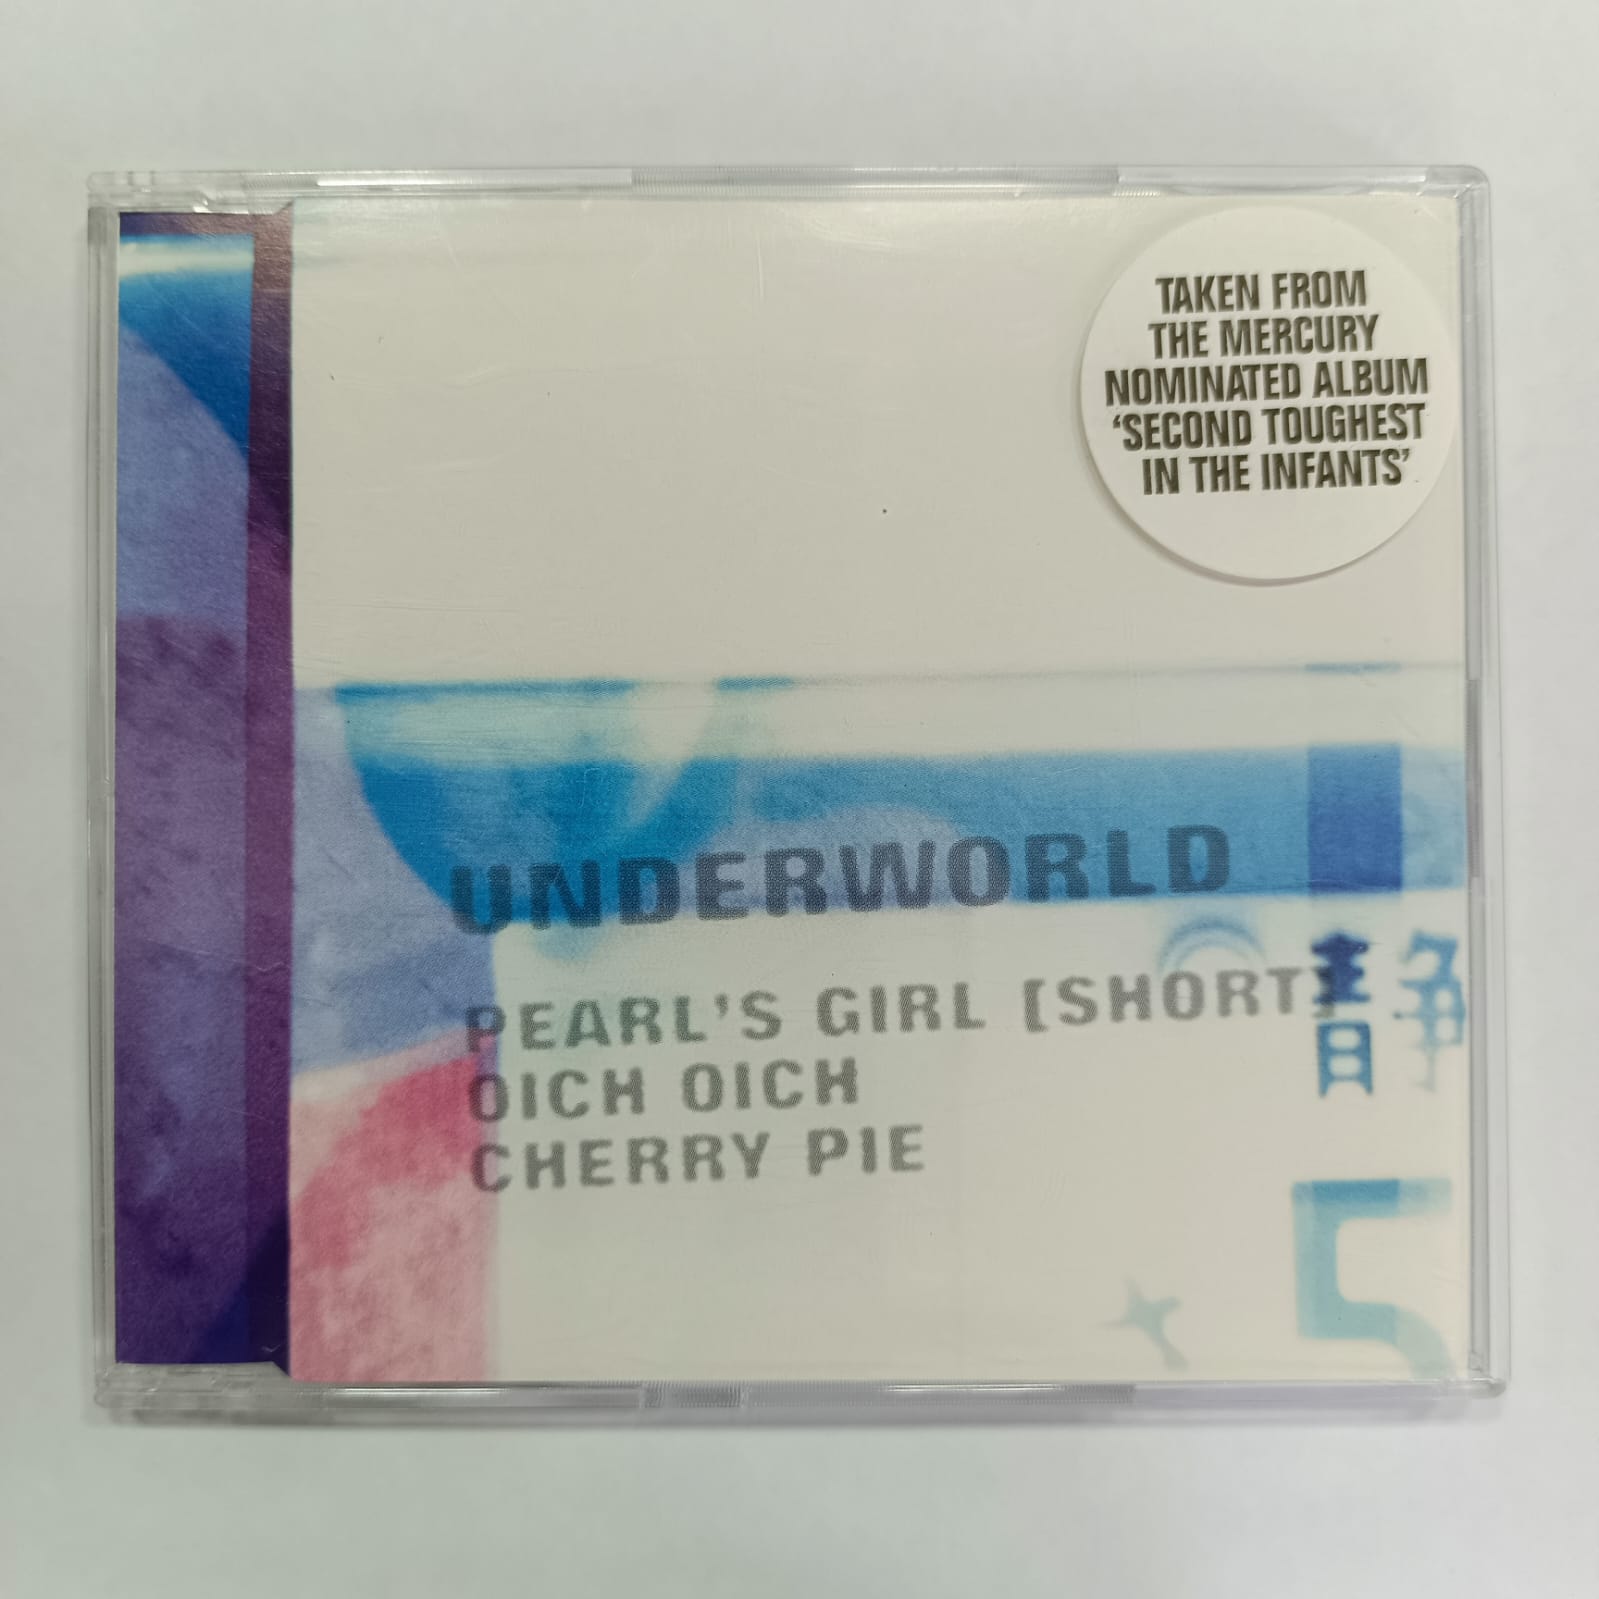 TAKEN FROM
THE MERCURY
NOMINATED ALBUM
‘SECOND TOUGHEST
IN THE INFANTS’
UNDERWORLD
PEARL'S GIRL [SHORT]
OICH OICH
CHERRY PIE
5